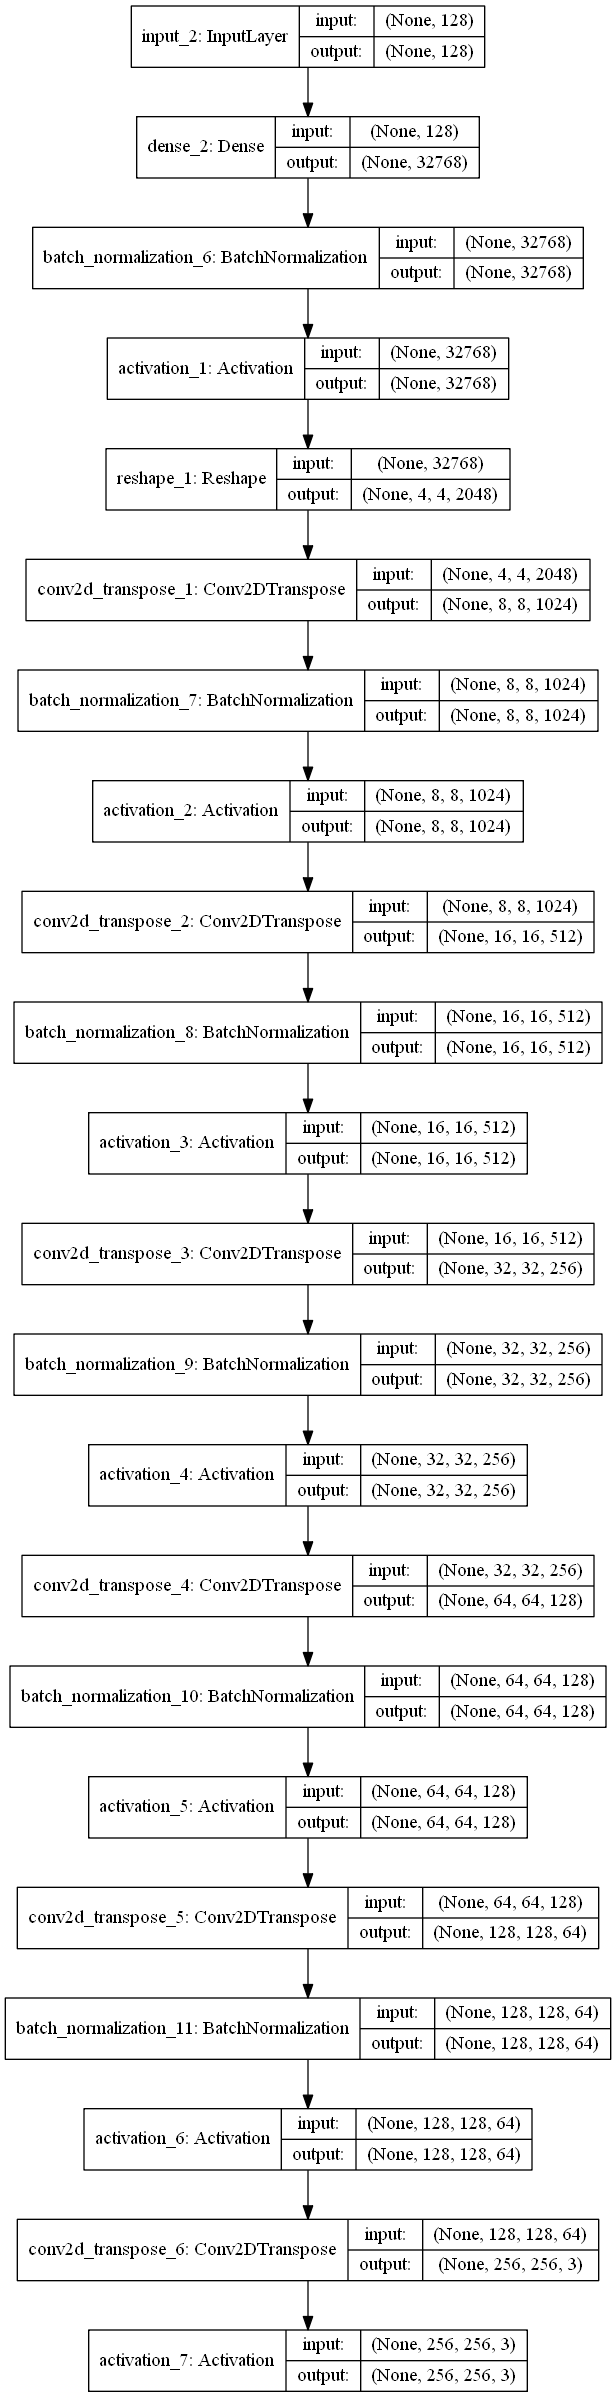 input_2: InputLayer
input: (None, 128)
output: (None, 128)
dense_2: Dense
input: (None, 128)
output: (None, 32768)
batch_normalization_6: BatchNormalization
input: (None, 32768)
output: (None, 32768)
activation_1: Activation
input: (None, 32768)
output: (None, 32768)
reshape_1: Reshape
input: (None, 32768)
output: (None, 4, 4, 2048)
conv2d_transpose_1: Conv2DTranspose
input: (None, 4, 4, 2048)
output: (None, 8, 8, 1024)
batch_normalization_7: BatchNormalization
input: (None, 8, 8, 1024)
output: (None, 8, 8, 1024)
activation_2: Activation
input: (None, 8, 8, 1024)
output: (None, 8, 8, 1024)
conv2d_transpose_2: Conv2DTranspose
input: (None, 8, 8, 1024)
output: (None, 16, 16, 512)
batch_normalization_8: BatchNormalization
input: (None, 16, 16, 512)
output: (None, 16, 16, 512)
activation_3: Activation
input: (None, 16, 16, 512)
output: (None, 16, 16, 512)
conv2d_transpose_3: Conv2DTranspose
input: (None, 16, 16, 512)
output: (None, 32, 32, 256)
batch_normalization_9: BatchNormalization
input: (None, 32, 32, 256)
output: (None, 32, 32, 256)
activation_4: Activation
input: (None, 32, 32, 256)
output: (None, 32, 32, 256)
conv2d_transpose_4: Conv2DTranspose
input: (None, 32, 32, 256)
output: (None, 64, 64, 128)
batch_normalization_10: BatchNormalization
input: (None, 64, 64, 128)
output: (None, 64, 64, 128)
activation_5: Activation
input: (None, 64, 64, 128)
output: (None, 64, 64, 128)
conv2d_transpose_5: Conv2DTranspose
input: (None, 64, 64, 128)
output: (None, 128, 128, 64)
batch_normalization_11: BatchNormalization
input: (None, 128, 128, 64)
output: (None, 128, 128, 64)
activation_6: Activation
input: (None, 128, 128, 64)
output: (None, 128, 128, 64)
conv2d_transpose_6: Conv2DTranspose
input: (None, 128, 128, 64)
output: (None, 256, 256, 3)
activation_7: Activation
input: (None, 256, 256, 3)
output: (None, 256, 256, 3)